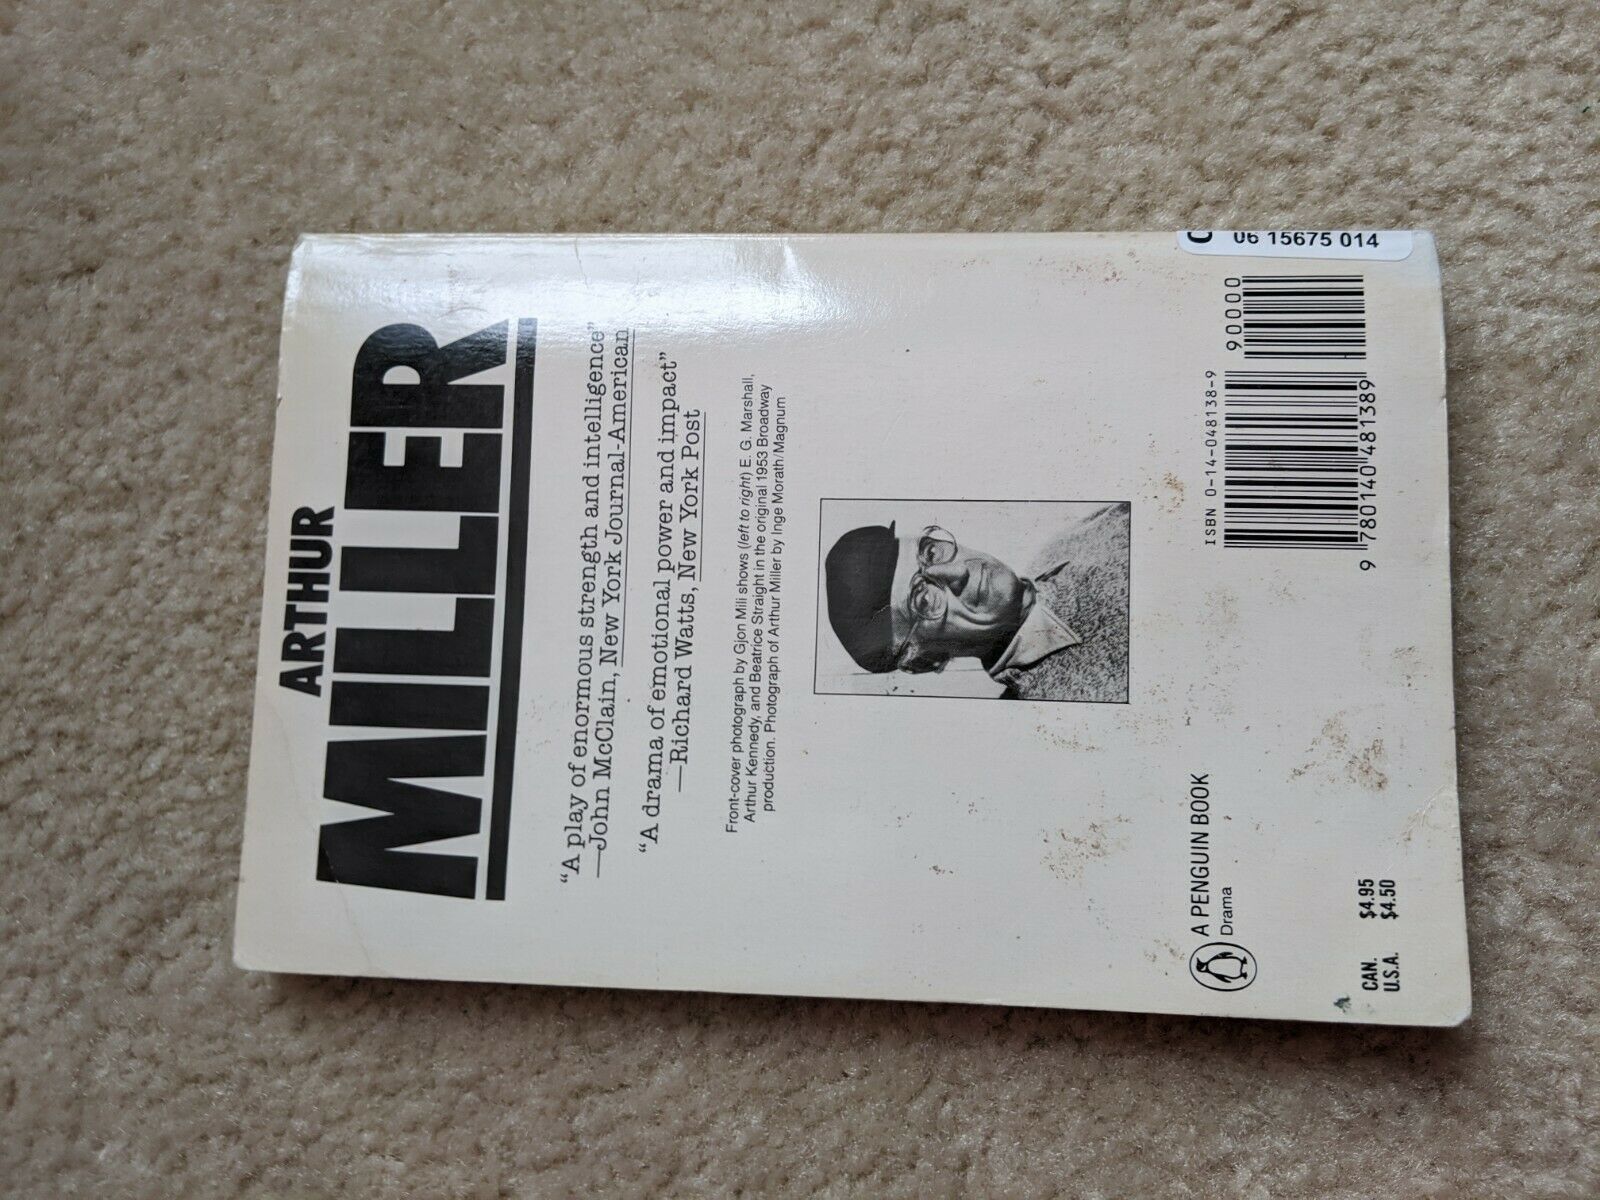 ARTHUR
MILLER
“A play of enormous strength and intelligence”
—John McClain, New York Journal-American
“A drama of emotional power and impact”
—Richard Watts, New York Post
Front-cover photograph by Gjon Mili shows (left to right) E. G. Marshall,
Arthur Kennedy, and Beatrice Straight in the original 1953 Broadway
production. Photograph of Arthur Miller by Inge Morath/Magnum
A PENGUIN BOOK
Drama
CAN. $4.95
U.S.A. $4.50
ISBN 0-14-048138-9
90000
9 780140 481389
06 15675 014